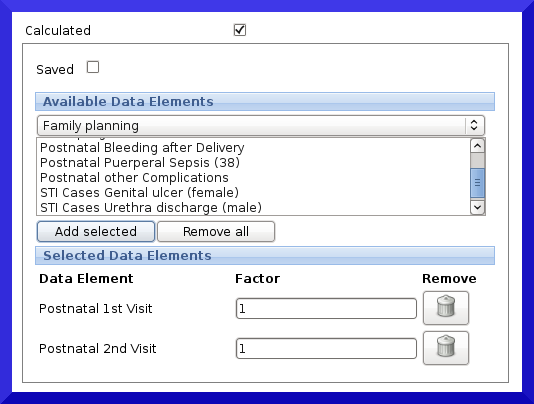 Calculated
Saved
Available Data Elements
Family planning
Postnatal Bleeding after Delivery
Postnatal Puerperal Sepsis (38)
Postnatal other Complications
STI Cases Genital ulcer (female)
STI Cases Urethra discharge (male)
Add selected Remove all
Selected Data Elements
Data Element Factor Remove
Postnatal 1st Visit 1
Postnatal 2nd Visit 1